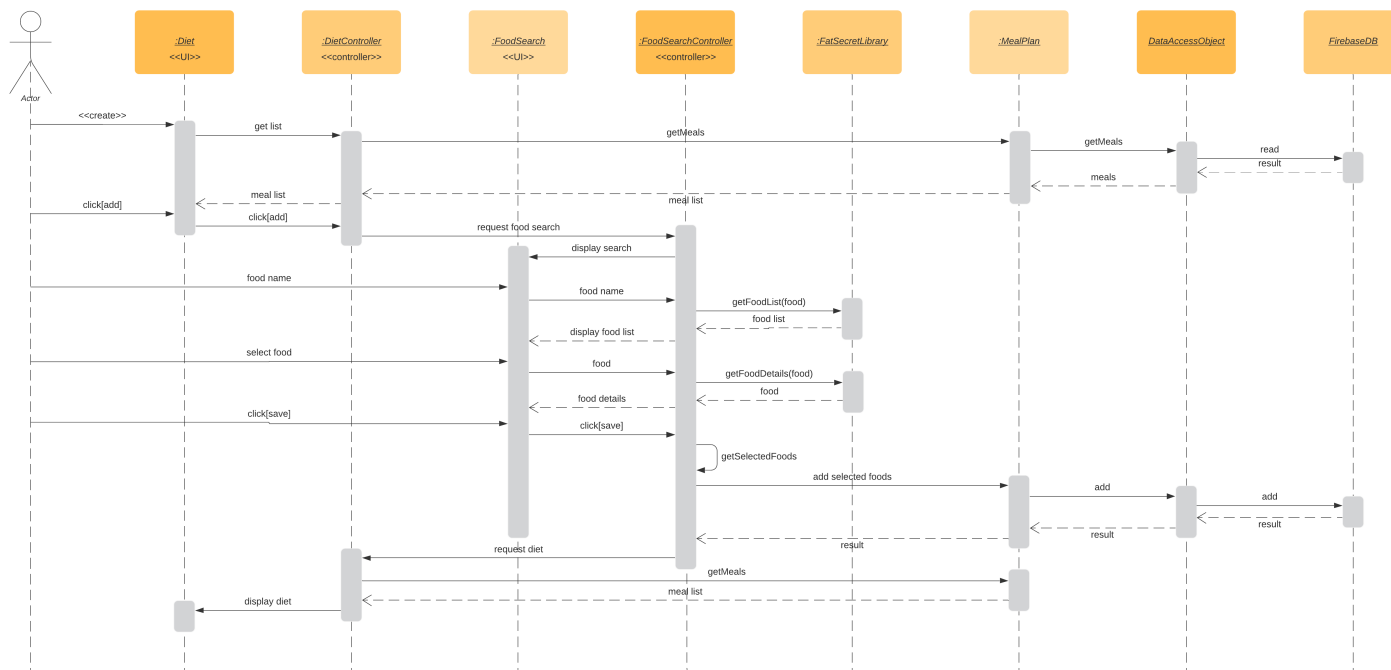 :Diet
<<UI>>
:DietController
<<controller>>
:FoodSearch
<<UI>>
:FoodSearchController
<<controller>>
:FatSecretLibrary
:MealPlan
DataAccessObject
FirebaseDB
Actor
<<create>>
get list
getMeals
getMeals
read
result
meals
meal list
meal list
click[add]
click[add]
request food search
display search
food name
food name
getFoodList(food)
food list
display food list
select food
food
getFoodDetails(food)
food
food details
click[save]
click[save]
getSelectedFoods
add selected foods
add
add
result
result
result
request diet
getMeals
meal list
display diet